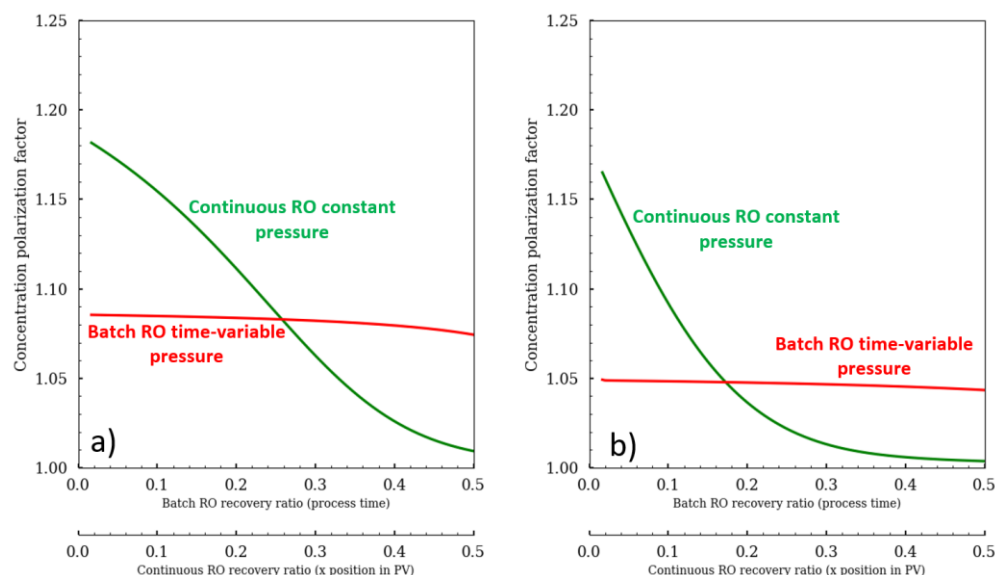 1.25
1.20
1.15
1.10
1.05
1.00
Concentration polarization factor
Continuous RO constant
pressure
Batch RO time-variable
pressure
a)
0.0 0.1 0.2 0.3 0.4 0.5
Batch RO recovery ratio (process time)
0.0 0.1 0.2 0.3 0.4 0.5
Continuous RO recovery ratio (x position in PV)
1.25
1.20
1.15
1.10
1.05
1.00
Concentration polarization factor
Continuous RO constant
pressure
Batch RO time-variable
pressure
b)
0.0 0.1 0.2 0.3 0.4 0.5
Batch RO recovery ratio (process time)
0.0 0.1 0.2 0.3 0.4 0.5
Continuous RO recovery ratio (x position in PV)